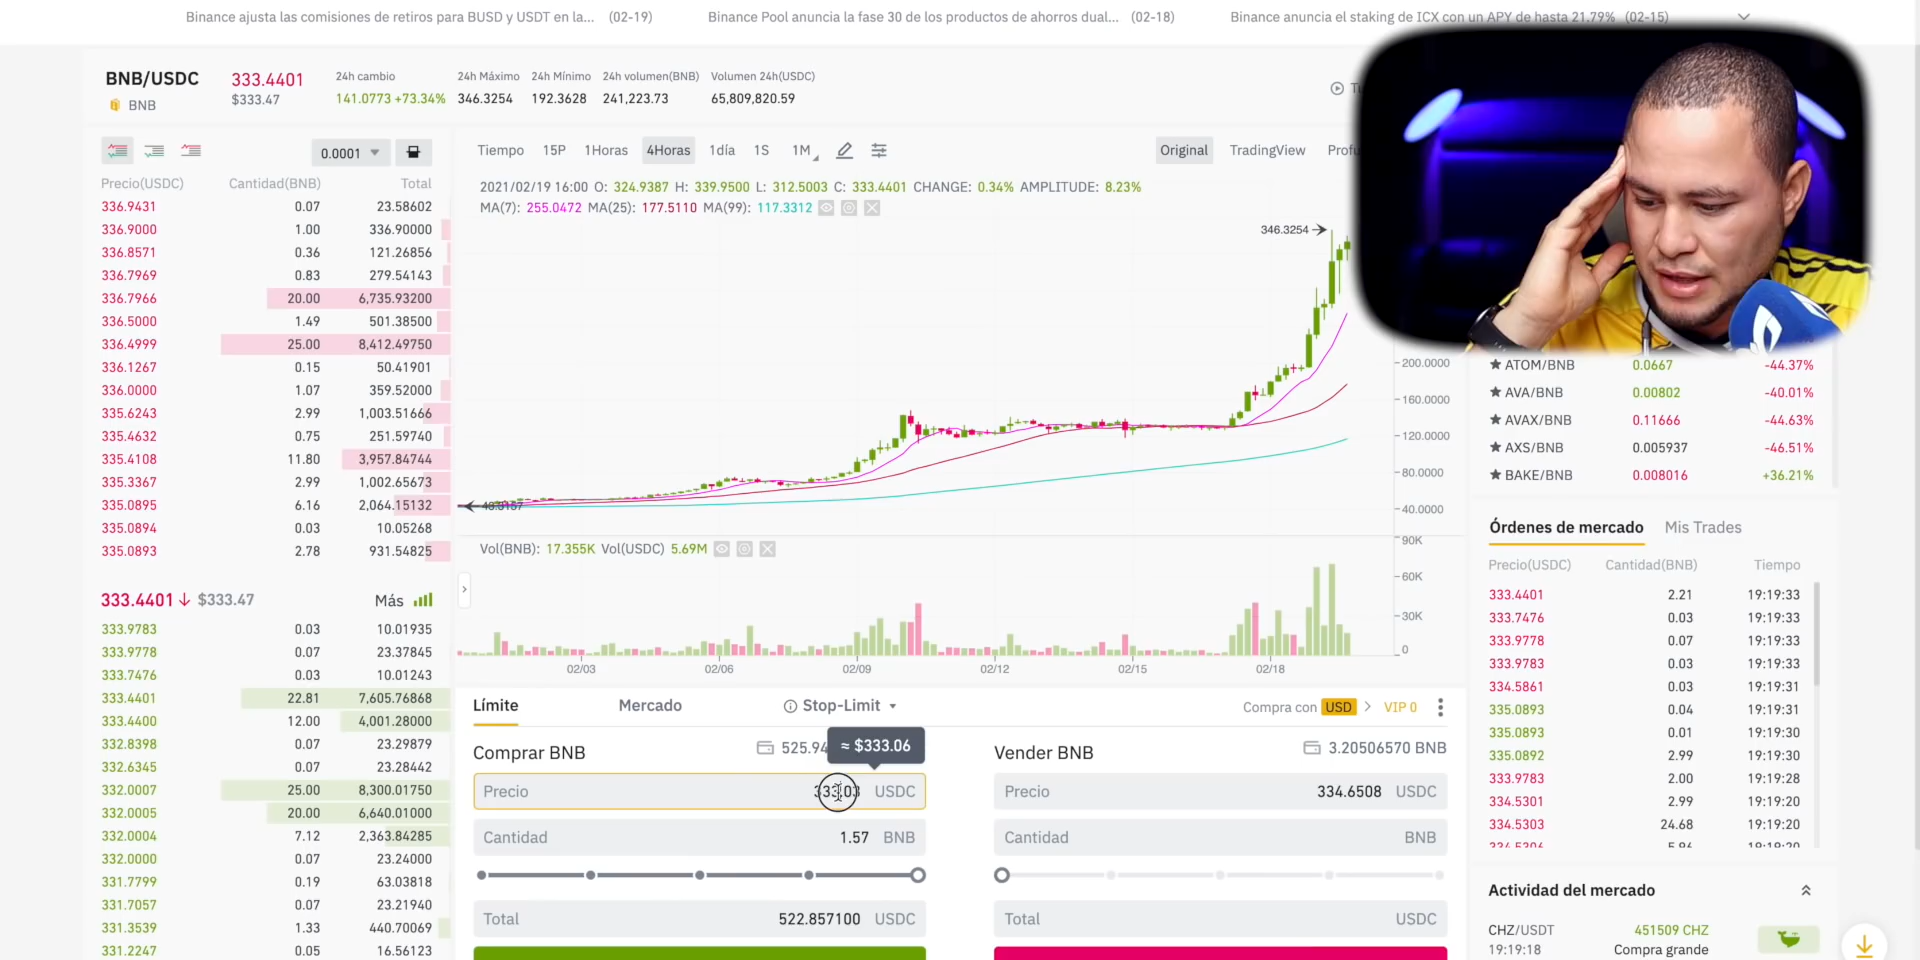 Binance ajusta las comisiones de retiros para BUSD y USDT en la... (02-19) Binance Pool anuncia la fase 30 de los productos de ahorros dual... (02-18) Binance anuncia el staking de ICX con un APY de hasta 21.79% (02-15)
BNB/USDC 333.4401 24h cambio 24h Máximo 24h Mínimo 24h volumen(BNB) Volumen 24h(USDC)
BNB $333.47 141.0773 +73.34% 346.3254 192.3628 241,223.73 65,809,820.59
0.0001
Precio(USDC) Cantidad(BNB) Total
336.9431 0.07 23.58602
336.9000 1.00 336.90000
336.8571 0.36 121.26856
336.7969 0.83 279.54143
336.7966 20.00 6,735.93200
336.5000 1.49 501.38500
336.4999 25.00 8,412.49750
336.1267 0.15 50.41901
336.0000 1.07 359.52000
335.6243 2.99 1,003.51666
335.4632 0.75 251.59740
335.4108 11.80 3,957.84744
335.3367 2.99 1,002.65673
335.0895 6.16 2,064.15132
335.0894 0.03 10.05268
335.0893 2.78 931.54825
333.4401 ↓ $333.47 Más
333.9783 0.03 10.01935
333.9778 0.07 23.37845
333.7476 0.03 10.01243
333.4401 22.81 7,605.76868
333.4400 12.00 4,001.28000
332.8398 0.07 23.29879
332.6345 0.07 23.28442
332.0007 25.00 8,300.01750
332.0005 20.00 6,640.01000
332.0004 7.12 2,363.84285
332.0000 0.07 23.24000
331.7799 0.19 63.03818
331.7057 0.07 23.21940
331.3539 1.33 440.70069
331.2247 0.05 16.56123
Tiempo 15P 1Horas 4Horas 1día 1S 1M Original TradingView
2021/02/19 16:00 O: 324.9387 H: 339.9500 L: 312.5003 C: 333.4401 CHANGE: 0.34% AMPLITUDE: 8.23%
MA(7): 255.0472 MA(25): 177.5110 MA(99): 117.3312
346.3254
200.0000
160.0000
120.0000
80.0000
40.0000
Vol(BNB): 17.355K Vol(USDC) 5.69M
90K
60K
30K
0
02/03 02/06 02/09 02/12 02/15 02/18
Límite Mercado Stop-Limit Compra con USD VIP 0
Comprar BNB 525.94
≈ $333.06
Precio 333.03 USDC
Cantidad 1.57 BNB
Total 522.857100 USDC
Vender BNB 3.20506570 BNB
Precio 334.6508 USDC
Cantidad BNB
Total USDC
ATOM/BNB 0.0667 -44.37%
AVA/BNB 0.00802 -40.01%
AVAX/BNB 0.11666 -44.63%
AXS/BNB 0.005937 -46.51%
BAKE/BNB 0.008016 +36.21%
Órdenes de mercado Mis Trades
Precio(USDC) Cantidad(BNB) Tiempo
333.4401 2.21 19:19:33
333.7476 0.03 19:19:33
333.9778 0.07 19:19:33
333.9783 0.03 19:19:33
334.5861 0.03 19:19:31
335.0893 0.04 19:19:31
335.0893 0.01 19:19:30
335.0892 2.99 19:19:30
333.9783 2.00 19:19:28
334.5301 2.99 19:19:20
334.5303 24.68 19:19:20
Actividad del mercado
CHZ/USDT 451509 CHZ
19:19:18 Compra grande